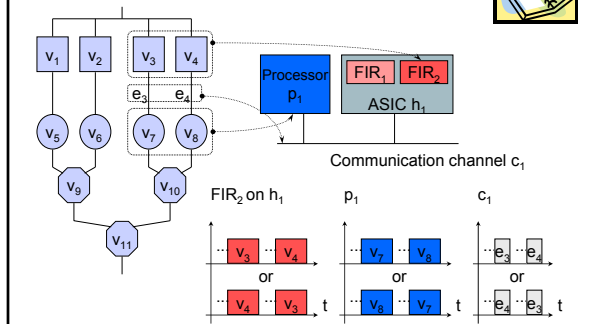 v1 v2 v3 v4
Processor
p1
FIR1 FIR2
ASIC h1
e3 e4
v5 v6 v7 v8
Communication channel c1
v9 v10
v11
FIR2 on h1 p1 c1
... v3 ... v4 ... v7 ... v8 ... e3 ... e4
or or or
... v4 ... v3 t ... v8 ... v7 t ... e4 ... e3 t